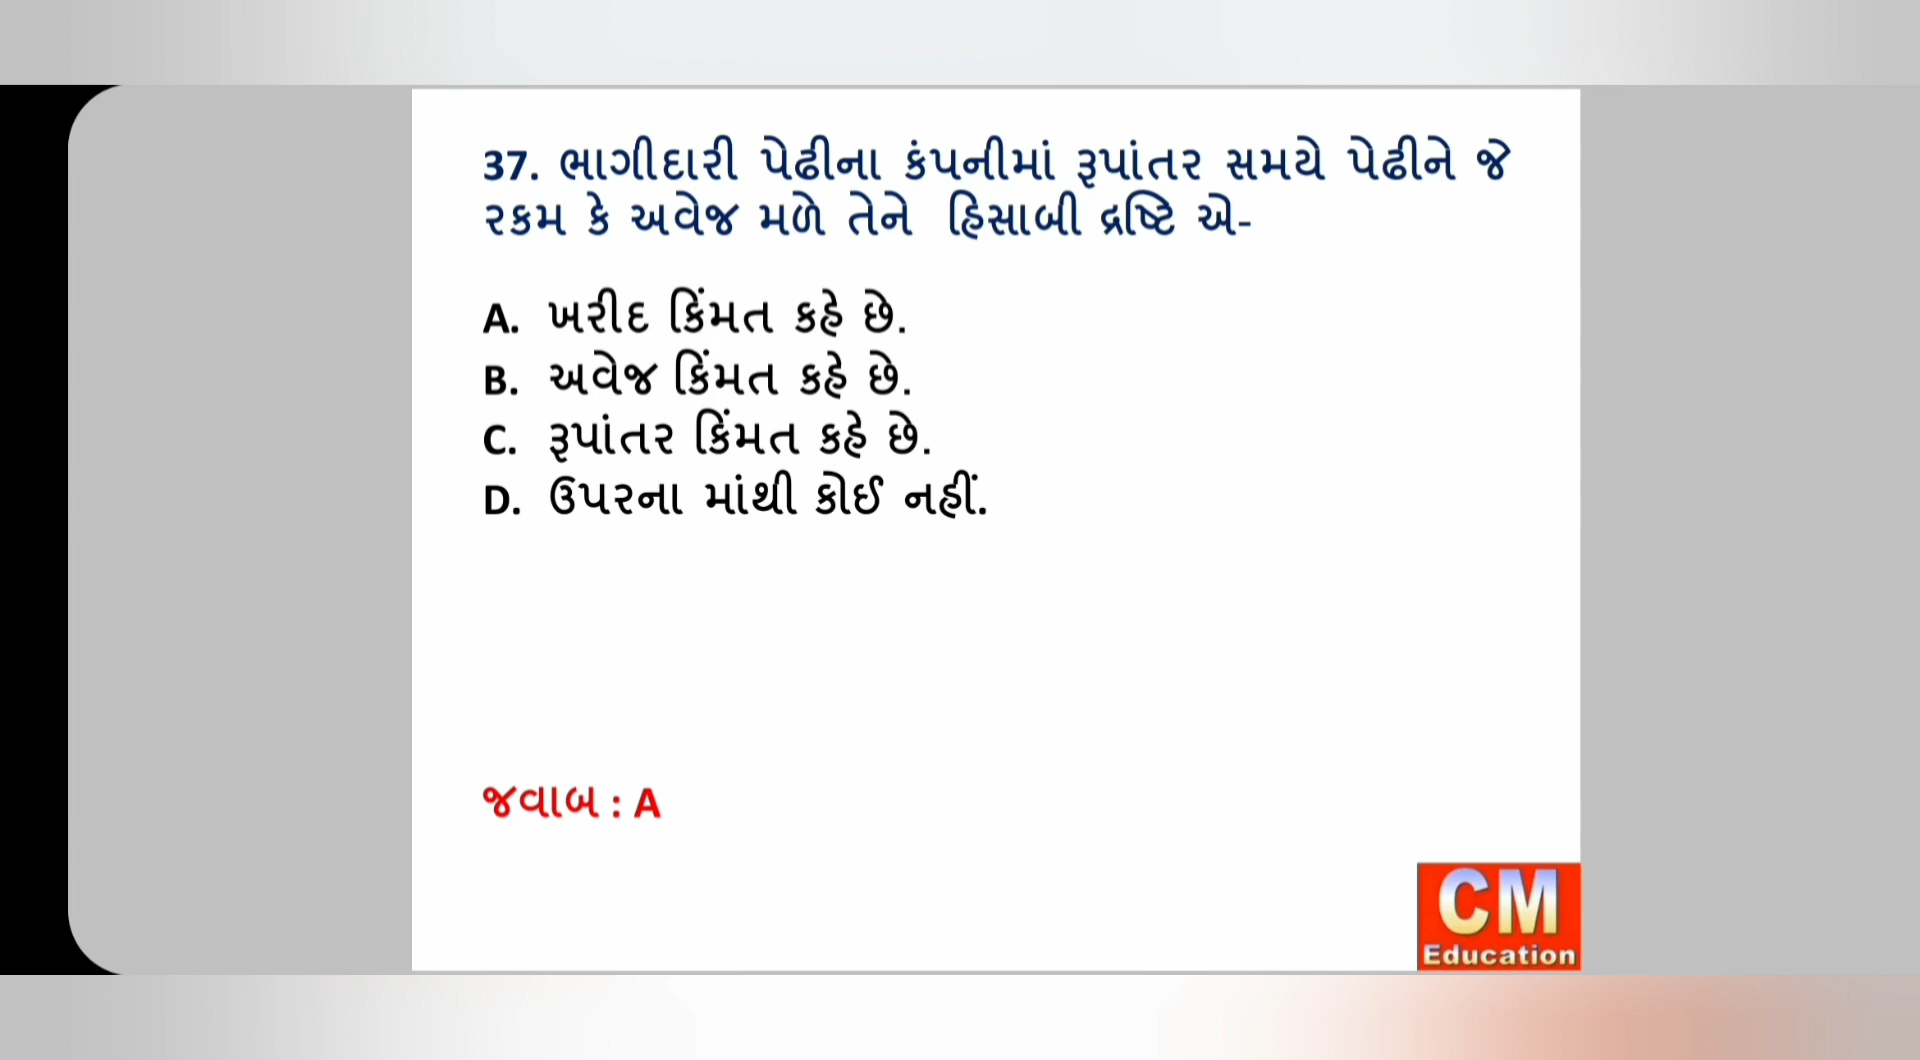 37. ભાગીદારી પેઢીના કંપનીમાં રૂપાંતર સમયે પેઢીને જે
રકમ કે અવેજ મળે તેને હિસાબી દ્રષ્ટિ એ-
A. ખરીદ કિંમત કહે છે.
B. અવેજ કિંમત કહે છે.
C. રૂપાંતર કિંમત કહે છે.
D. ઉપરના માંથી કોઈ નહીં.
જવાબ : A
CM
Education